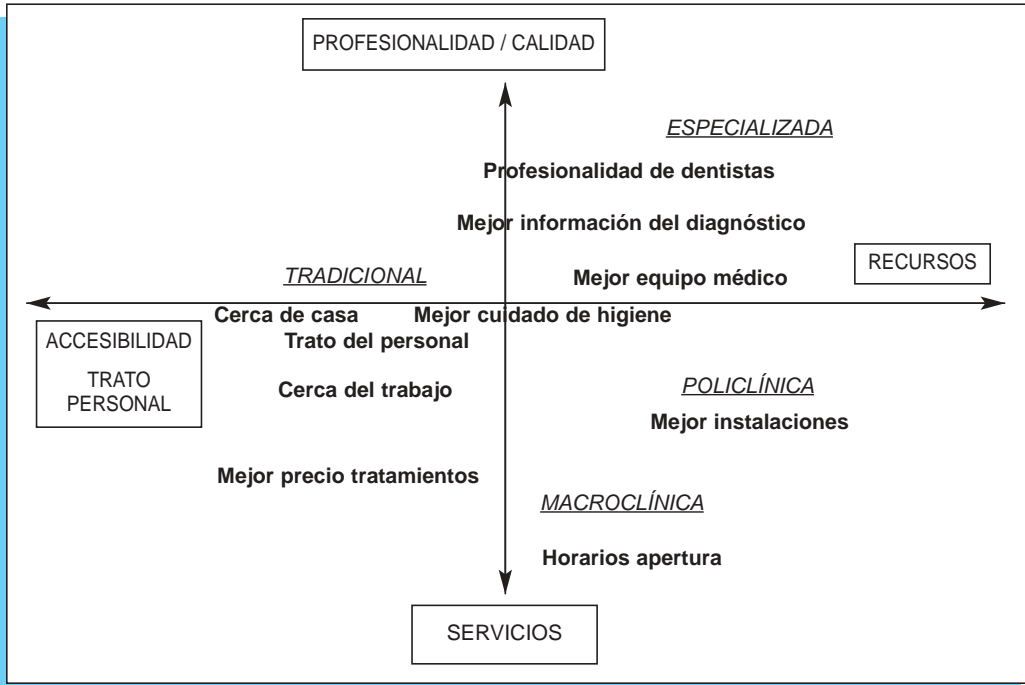 PROFESIONALIDAD / CALIDAD
ESPECIALIZADA
Profesionalidad de dentistas
Mejor información del diagnóstico
RECURSOS
TRADICIONAL
Mejor equipo médico
Cerca de casa
Mejor cuidado de higiene
ACCESIBILIDAD
TRATO
PERSONAL
Trato del personal
Cerca del trabajo
POLICLÍNICA
Mejor instalaciones
Mejor precio tratamientos
MACROCLÍNICA
Horarios apertura
SERVICIOS